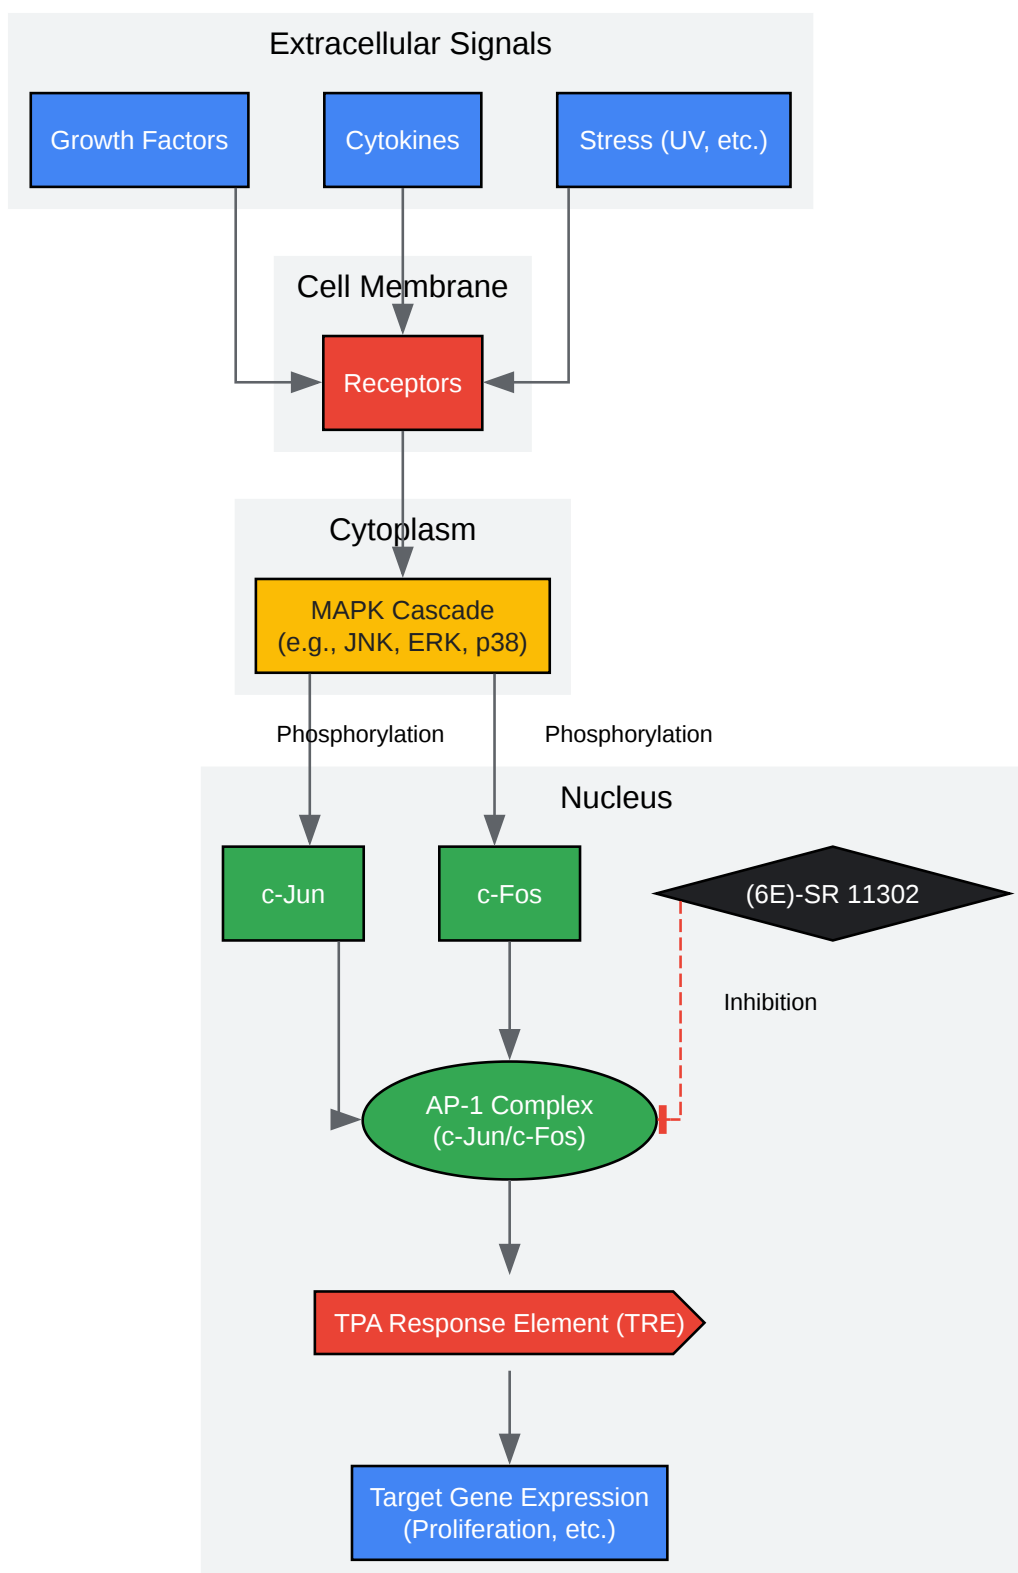 Extracellular Signals
Growth Factors
Cytokines
Stress (UV, etc.)
Cell Membrane
Receptors
Cytoplasm
MAPK Cascade
(e.g., JNK, ERK, p38)
Phosphorylation
Phosphorylation
Nucleus
c-Jun
c-Fos
(6E)-SR 11302
Inhibition
AP-1 Complex
(c-Jun/c-Fos)
TPA Response Element (TRE)
Target Gene Expression
(Proliferation, etc.)